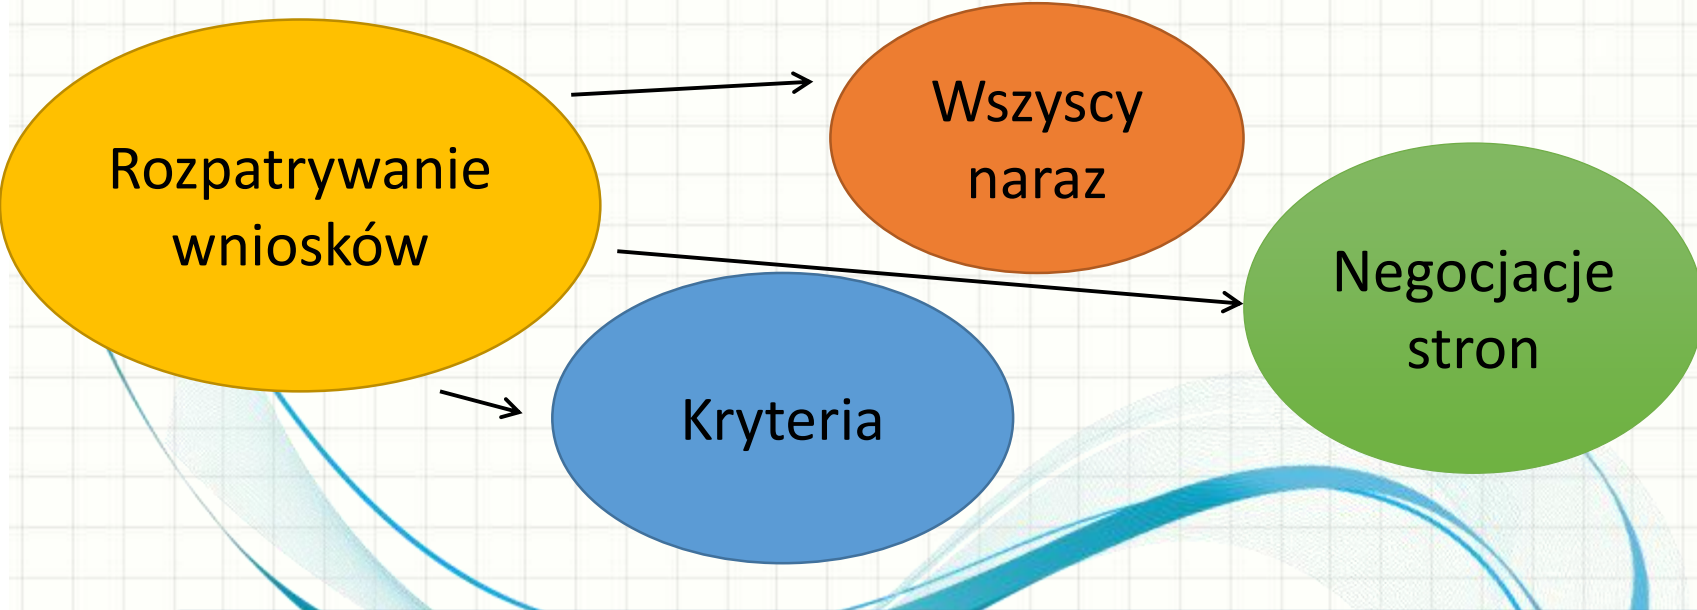 Rozpatrywanie
wniosków
Wszyscy
naraz
Negocjacje
stron
Kryteria